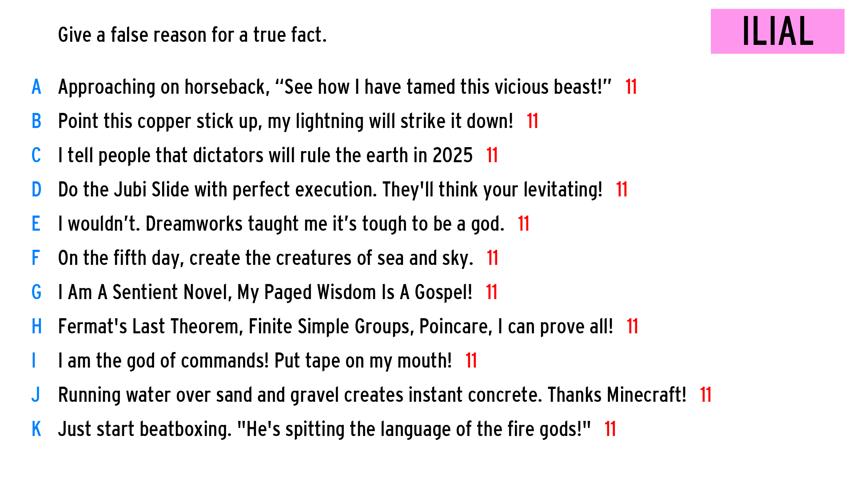 Give a false reason for a true fact.
ILIAL
A Approaching on horseback, “See how I have tamed this vicious beast!” 11
B Point this copper stick up, my lightning will strike it down! 11
C I tell people that dictators will rule the earth in 2025 11
D Do the Jubi Slide with perfect execution. They'll think your levitating! 11
E I wouldn’t. Dreamworks taught me it’s tough to be a god. 11
F On the fifth day, create the creatures of sea and sky. 11
G I Am A Sentient Novel, My Paged Wisdom Is A Gospel! 11
H Fermat's Last Theorem, Finite Simple Groups, Poincare, I can prove all! 11
I I am the god of commands! Put tape on my mouth! 11
J Running water over sand and gravel creates instant concrete. Thanks Minecraft! 11
K Just start beatboxing. "He's spitting the language of the fire gods!" 11